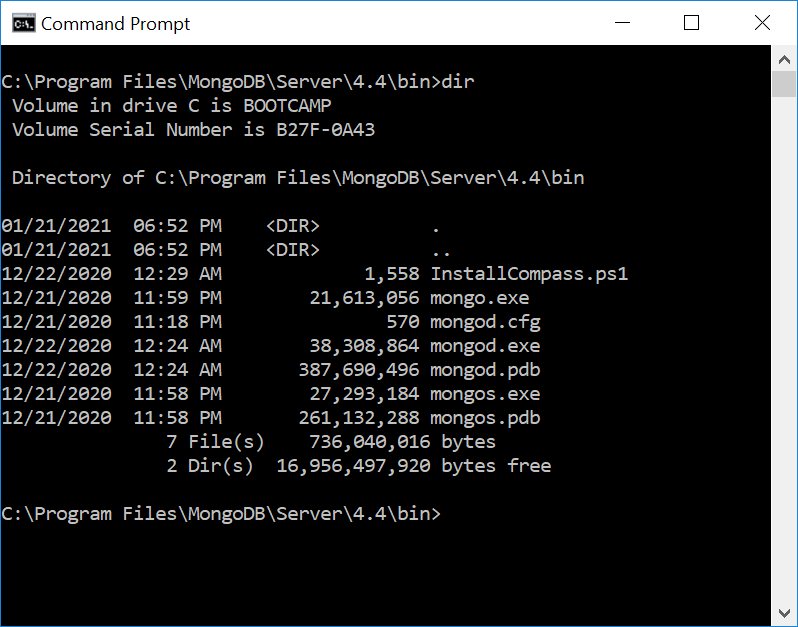 Command Prompt
C:\Program Files\MongoDB\Server\4.4\bin>dir
 Volume in drive C is BOOTCAMP
 Volume Serial Number is B27F-0A43

 Directory of C:\Program Files\MongoDB\Server\4.4\bin

01/21/2021  06:52 PM    <DIR>          .
01/21/2021  06:52 PM    <DIR>          ..
12/22/2020  12:29 AM             1,558 InstallCompass.ps1
12/21/2020  11:59 PM        21,613,056 mongo.exe
12/21/2020  11:18 PM               570 mongod.cfg
12/22/2020  12:24 AM        38,308,864 mongod.exe
12/22/2020  12:24 AM       387,690,496 mongod.pdb
12/21/2020  11:58 PM        27,293,184 mongos.exe
12/21/2020  11:58 PM       261,132,288 mongos.pdb
               7 File(s)    736,040,016 bytes
               2 Dir(s)  16,956,497,920 bytes free

C:\Program Files\MongoDB\Server\4.4\bin>